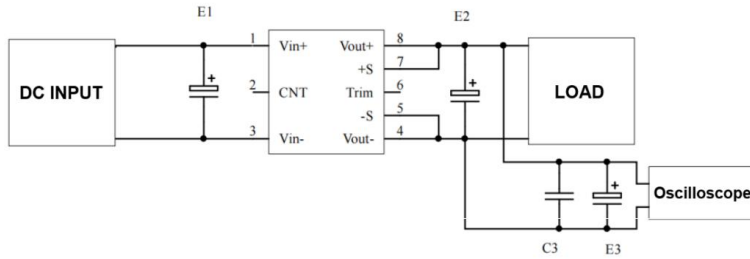 E1
E2
1 Vin+ Vout+ 8
+S 7
DC INPUT
+
2 CNT Trim 6
+
LOAD
-S 5
3 Vin- Vout- 4
+
Oscilloscope
C3
E3